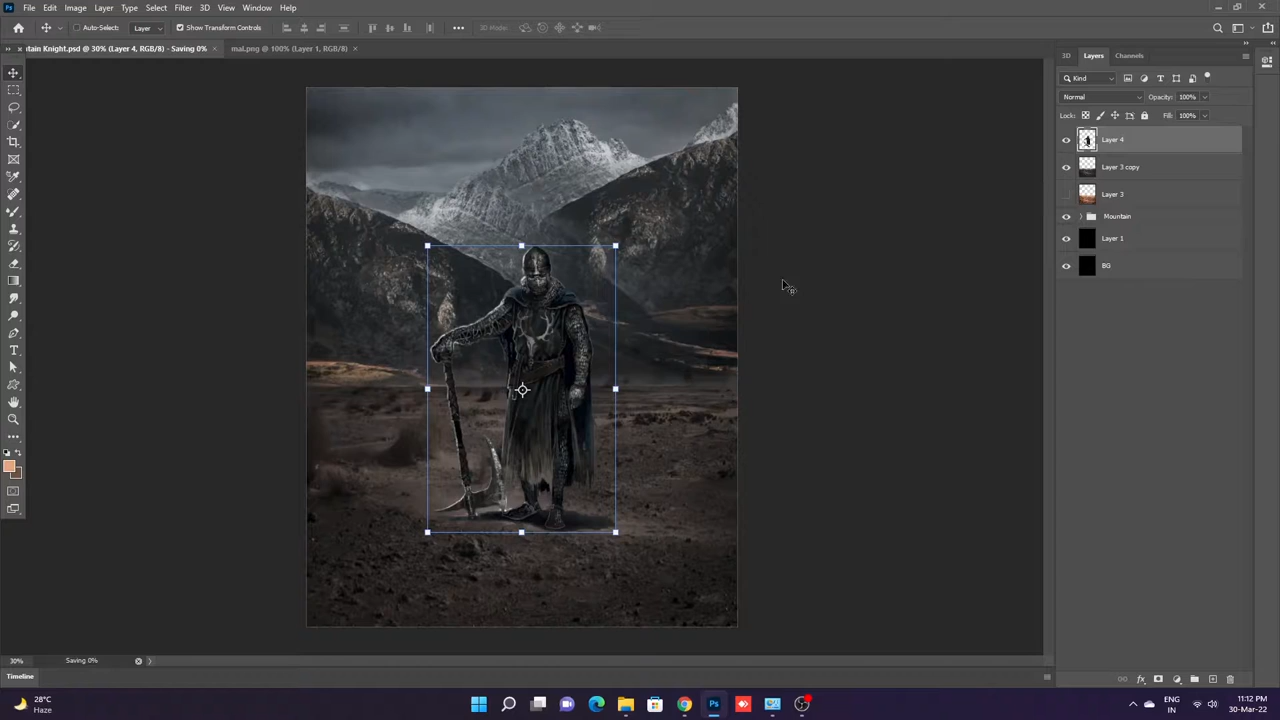 Ps File Edit Image Layer Type Select Filter 3D View Window Help
Auto-Select: Layer Show Transform Controls 3D Mode:
tain Knight.psd @ 30% (Layer 4, RGB/8) - Saving 0% mal.png @ 100% (Layer 1, RGB/8)
3D Layers Channels
Kind
Normal Opacity: 100%
Lock: Fill: 100%
Layer 4
Layer 3 copy
Layer 3
Mountain
Layer 1
BG
30% Saving 0%
Timeline
28°C
Haze
Ps
ENG
IN
11:12 PM
30-Mar-22